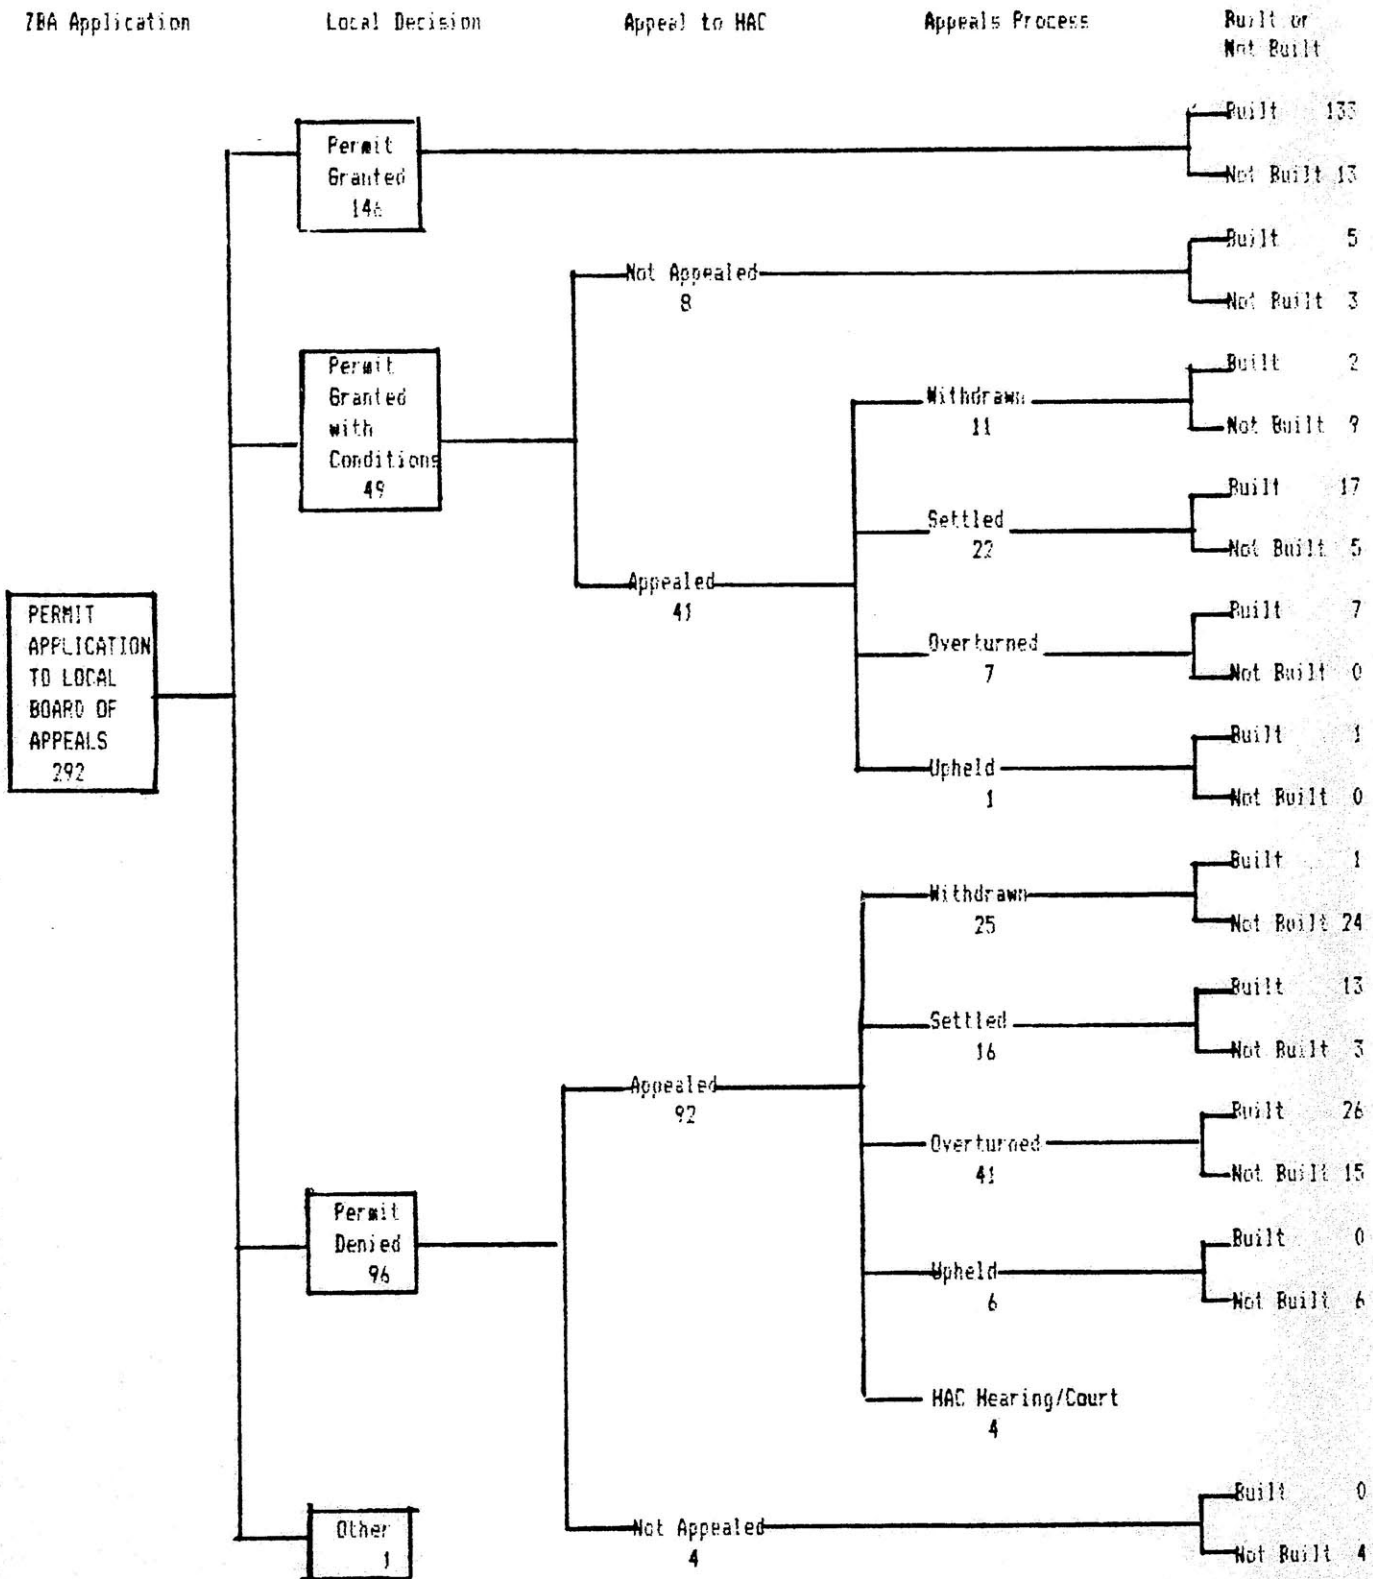 ZBA Application Local Decision Appeal to HAC Appeals Process Built or
Not Built
Built 133
Permit
Granted
146
Not Built 13
Built 5
Not Appealed
8
Not Built 3
Permit
Granted
with
Conditions
49
Built 2
Withdrawn
11
Not Built 9
Built 17
Settled
22
Not Built 5
Appealed
41
PERMIT
APPLICATION
TO LOCAL
BOARD OF
APPEALS
292
Built 7
Overturned
7
Not Built 0
Built 1
Upheld
1
Not Built 0
Built 1
Withdrawn
25
Not Built 24
Built 13
Settled
16
Not Built 3
Appealed
92
Built 26
Overturned
41
Not Built 15
Permit
Denied
96
Built 0
Upheld
6
Not Built 6
HAC Hearing/Court
4
Built 0
Not Appealed
4
Not Built 4
Other
1